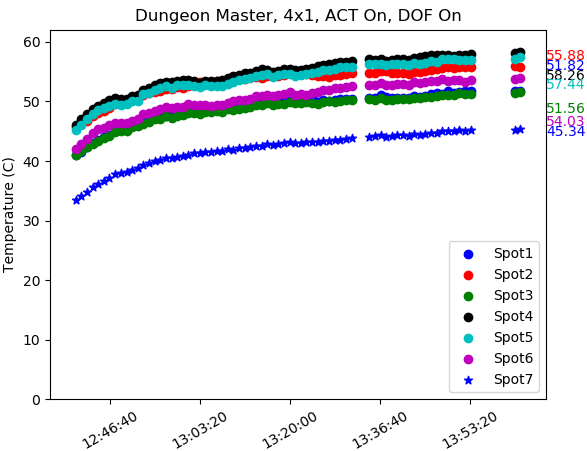 Dungeon Master, 4x1, ACT On, DOF On
Temperature (C)
60
50
40
30
20
10
0
55.88
51.82
58.26
57.44
51.56
54.03
45.34
Spot1
Spot2
Spot3
Spot4
Spot5
Spot6
Spot7
12:46:40
13:03:20
13:20:00
13:36:40
13:53:20